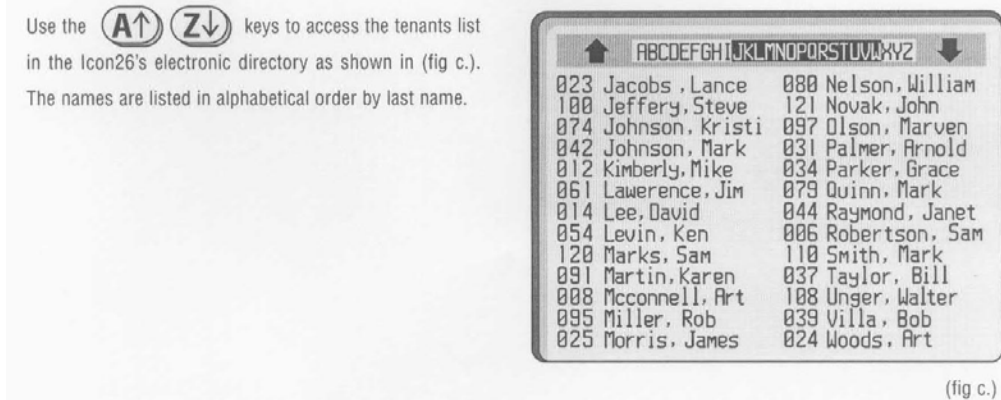 Use the A↑ Z↓ keys to access the tenants list
in the Icon26's electronic directory as shown in (fig c.).
The names are listed in alphabetical order by last name.
ABCDEFGHIJKLMNOPQRSTUVWXYZ
023 Jacobs ,Lance
100 Jeffery,Steve
074 Johnson, Kristi
042 Johnson, Mark
012 Kimberly,Mike
061 Lawerence,Jim
014 Lee,David
054 Levin, Ken
120 Marks, Sam
091 Martin,Karen
008 Mcconnell, Art
095 Miller, Rob
025 Morris, James
080 Nelson,William
121 Novak, John
097 Olson, Marven
031 Palmer, Arnold
034 Parker, Grace
079 Quinn, Mark
044 Raymond, Janet
006 Robertson, Sam
110 Smith, Mark
037 Taylor, Bill
108 Unger, Walter
039 Villa, Bob
024 Woods, Art
(fig c.)